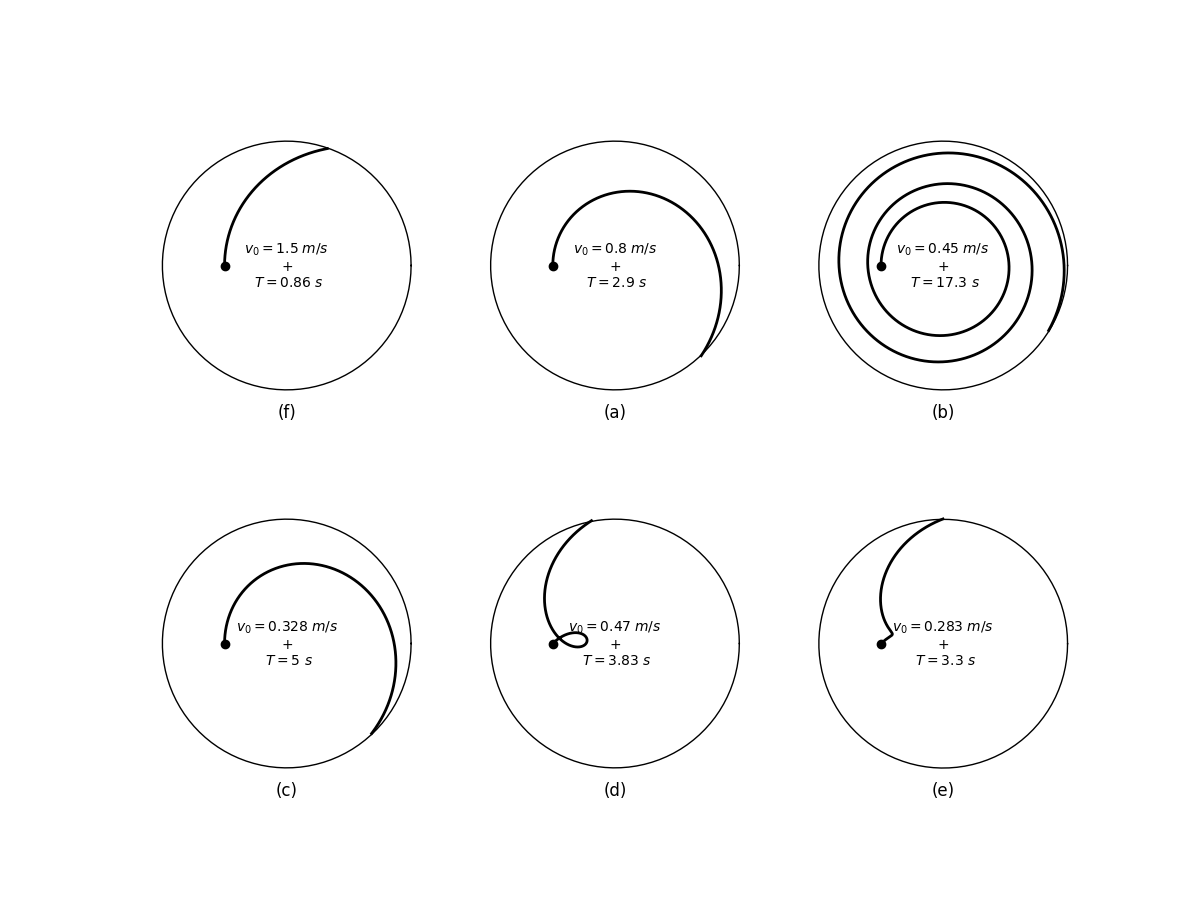 v₀ = 1.5 m/s
+
T = 0.86 s
(f)
v₀ = 0.8 m/s
+
T = 2.9 s
(a)
v₀ = 0.45 m/s
+
T = 17.3 s
(b)
v₀ = 0.328 m/s
+
T = 5 s
(c)
v₀ = 0.47 m/s
+
T = 3.83 s
(d)
v₀ = 0.283 m/s
+
T = 3.3 s
(e)